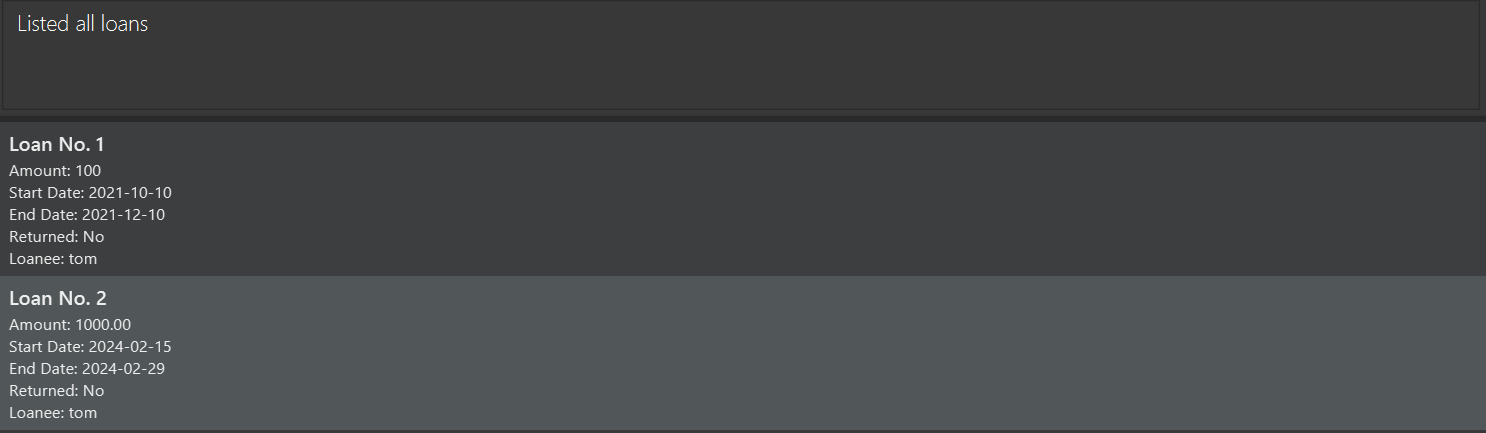 Listed all loans
Loan No. 1
Amount: 100
Start Date: 2021-10-10
End Date: 2021-12-10
Returned: No
Loanee: tom
Loan No. 2
Amount: 1000.00
Start Date: 2024-02-15
End Date: 2024-02-29
Returned: No
Loanee: tom